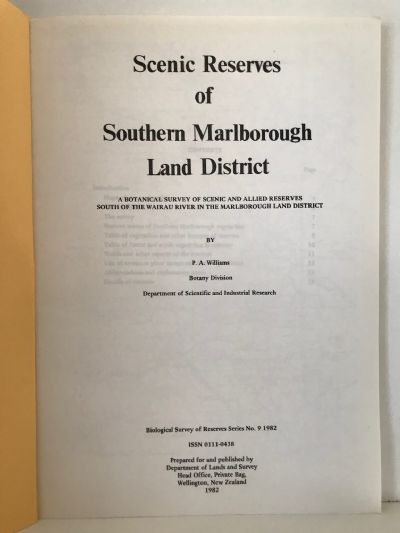 Scenic Reserves
of
Southern Marlborough
Land District
A BOTANICAL SURVEY OF SCENIC AND ALLIED RESERVES
SOUTH OF THE WAIRAU RIVER IN THE MARLBOROUGH LAND DISTRICT
BY
P. A. Williams
Botany Division
Department of Scientific and Industrial Research
Biological Survey of Reserves Series No. 9 1982
ISSN 0111-0438
Prepared for and published by
Department of Lands and Survey
Head Office, Private Bag,
Wellington, New Zealand
1982